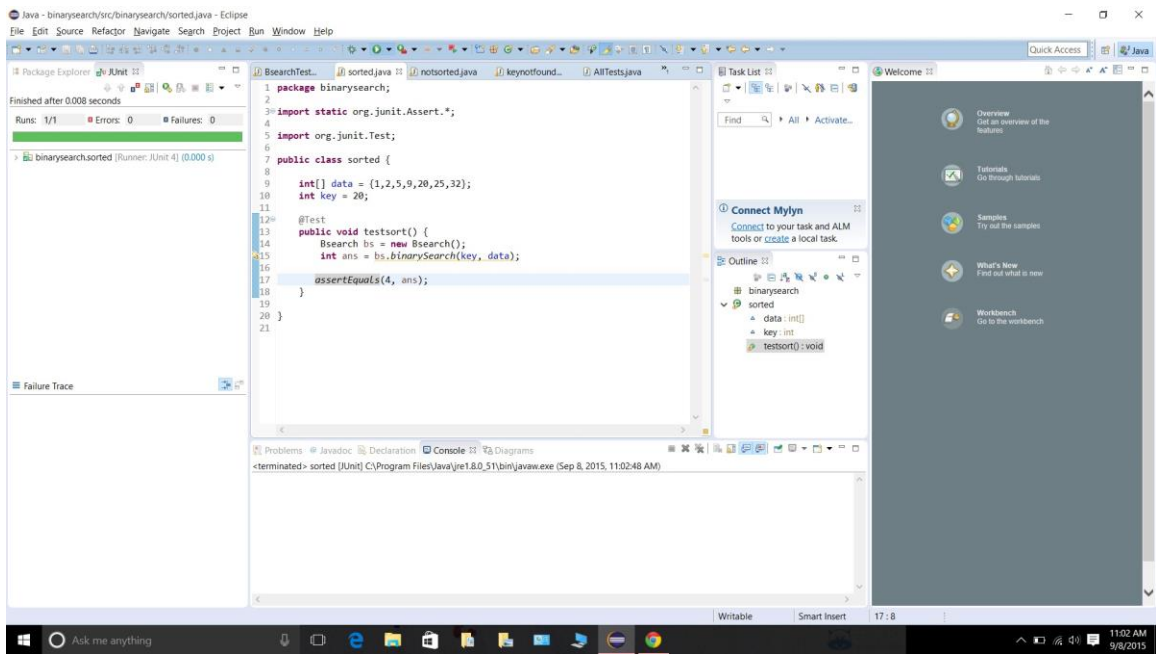 Java - binarysearch/src/binarysearch/sorted.java - Eclipse
File Edit Source Refactor Navigate Search Project Run Window Help
Quick Access
Java
Package Explorer JUnit
Finished after 0.008 seconds
Runs: 1/1 Errors: 0 Failures: 0
binarysearch.sorted [Runner: JUnit 4] (0.000 s)
Failure Trace
BsearchTest... sorted.java notsorted.java keynotfound... AllTests.java
1 package binarysearch;
2
3 import static org.junit.Assert.*;
4
5 import org.junit.Test;
6
7 public class sorted {
8
9 int[] data = {1,2,5,9,20,25,32};
10 int key = 20;
11
12 @Test
13 public void testsort() {
14 Bsearch bs = new Bsearch();
15 int ans = bs.binarySearch(key, data);
16
17 assertEquals(4, ans);
18 }
19
20 }
21
Task List
Find All Activate...
Connect Mylyn
Connect to your task and ALM
tools or create a local task.
Outline
binarysearch
sorted
data : int[]
key : int
testsort() : void
Welcome
Overview
Get an overview of the
features
Tutorials
Go through tutorials
Samples
Try out the samples
What's New
Find out what is new
Workbench
Go to the workbench
Problems Javadoc Declaration Console Diagrams
<terminated> sorted [JUnit] C:\Program Files\Java\jre1.8.0_51\bin\javaw.exe (Sep 8, 2015, 11:02:48 AM)
Writable Smart Insert 17 : 8
Ask me anything
11:02 AM
9/8/2015